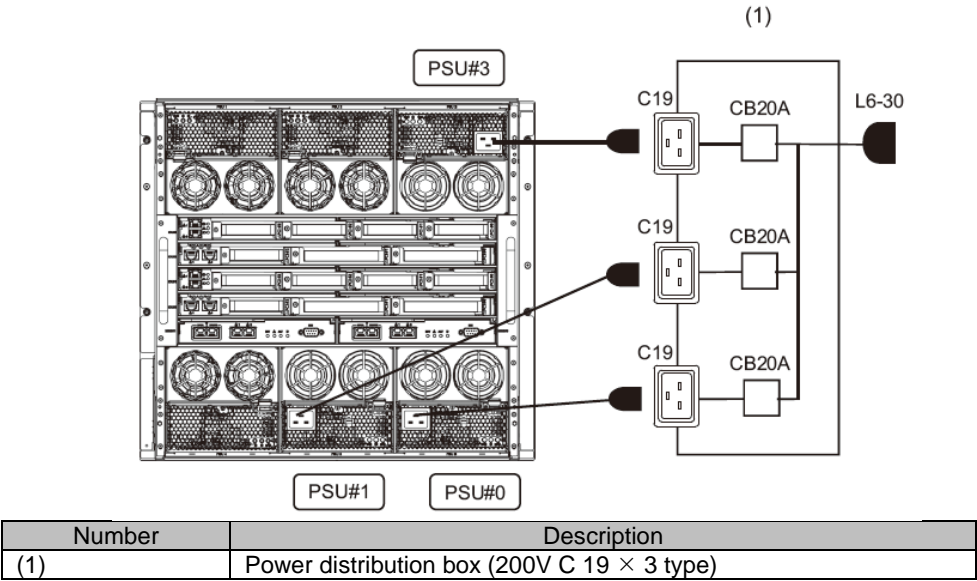 (1)
PSU#3
C19
CB20A
L6-30
C19
CB20A
C19
CB20A
PSU#1
PSU#0
Number Description
(1) Power distribution box (200V C 19 × 3 type)